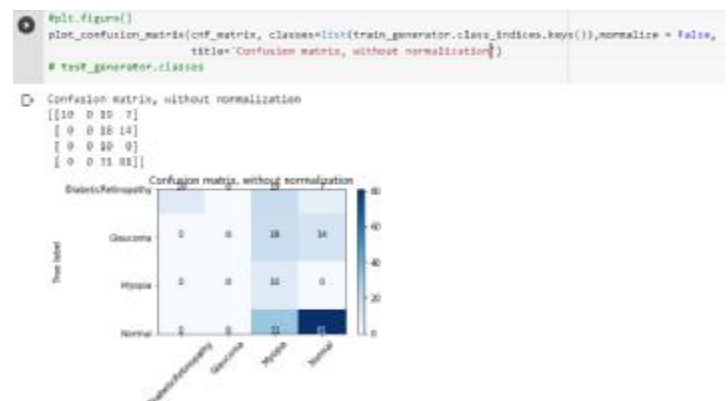 #plt.figure()
plot_confusion_matrix(cnf_matrix, classes=list(train_generator.class_indices.keys()),normalize = False,
title='Confusion matrix, without normalization')
# test_generator.classes
Confusion matrix, without normalization
[[10 0 7]
[ 0 0 18 14]
[ 0 0 10 0]
[ 0 0 31 81]]
Confusion matrix, without normalization
DiabeticRetinopathy
Glaucoma 0 0 18 14
Myopia 0 0 10 0
Normal 0 0
True label
80
60
40
20
0
DiabeticRetinopathy
Glaucoma
Myopia
Normal